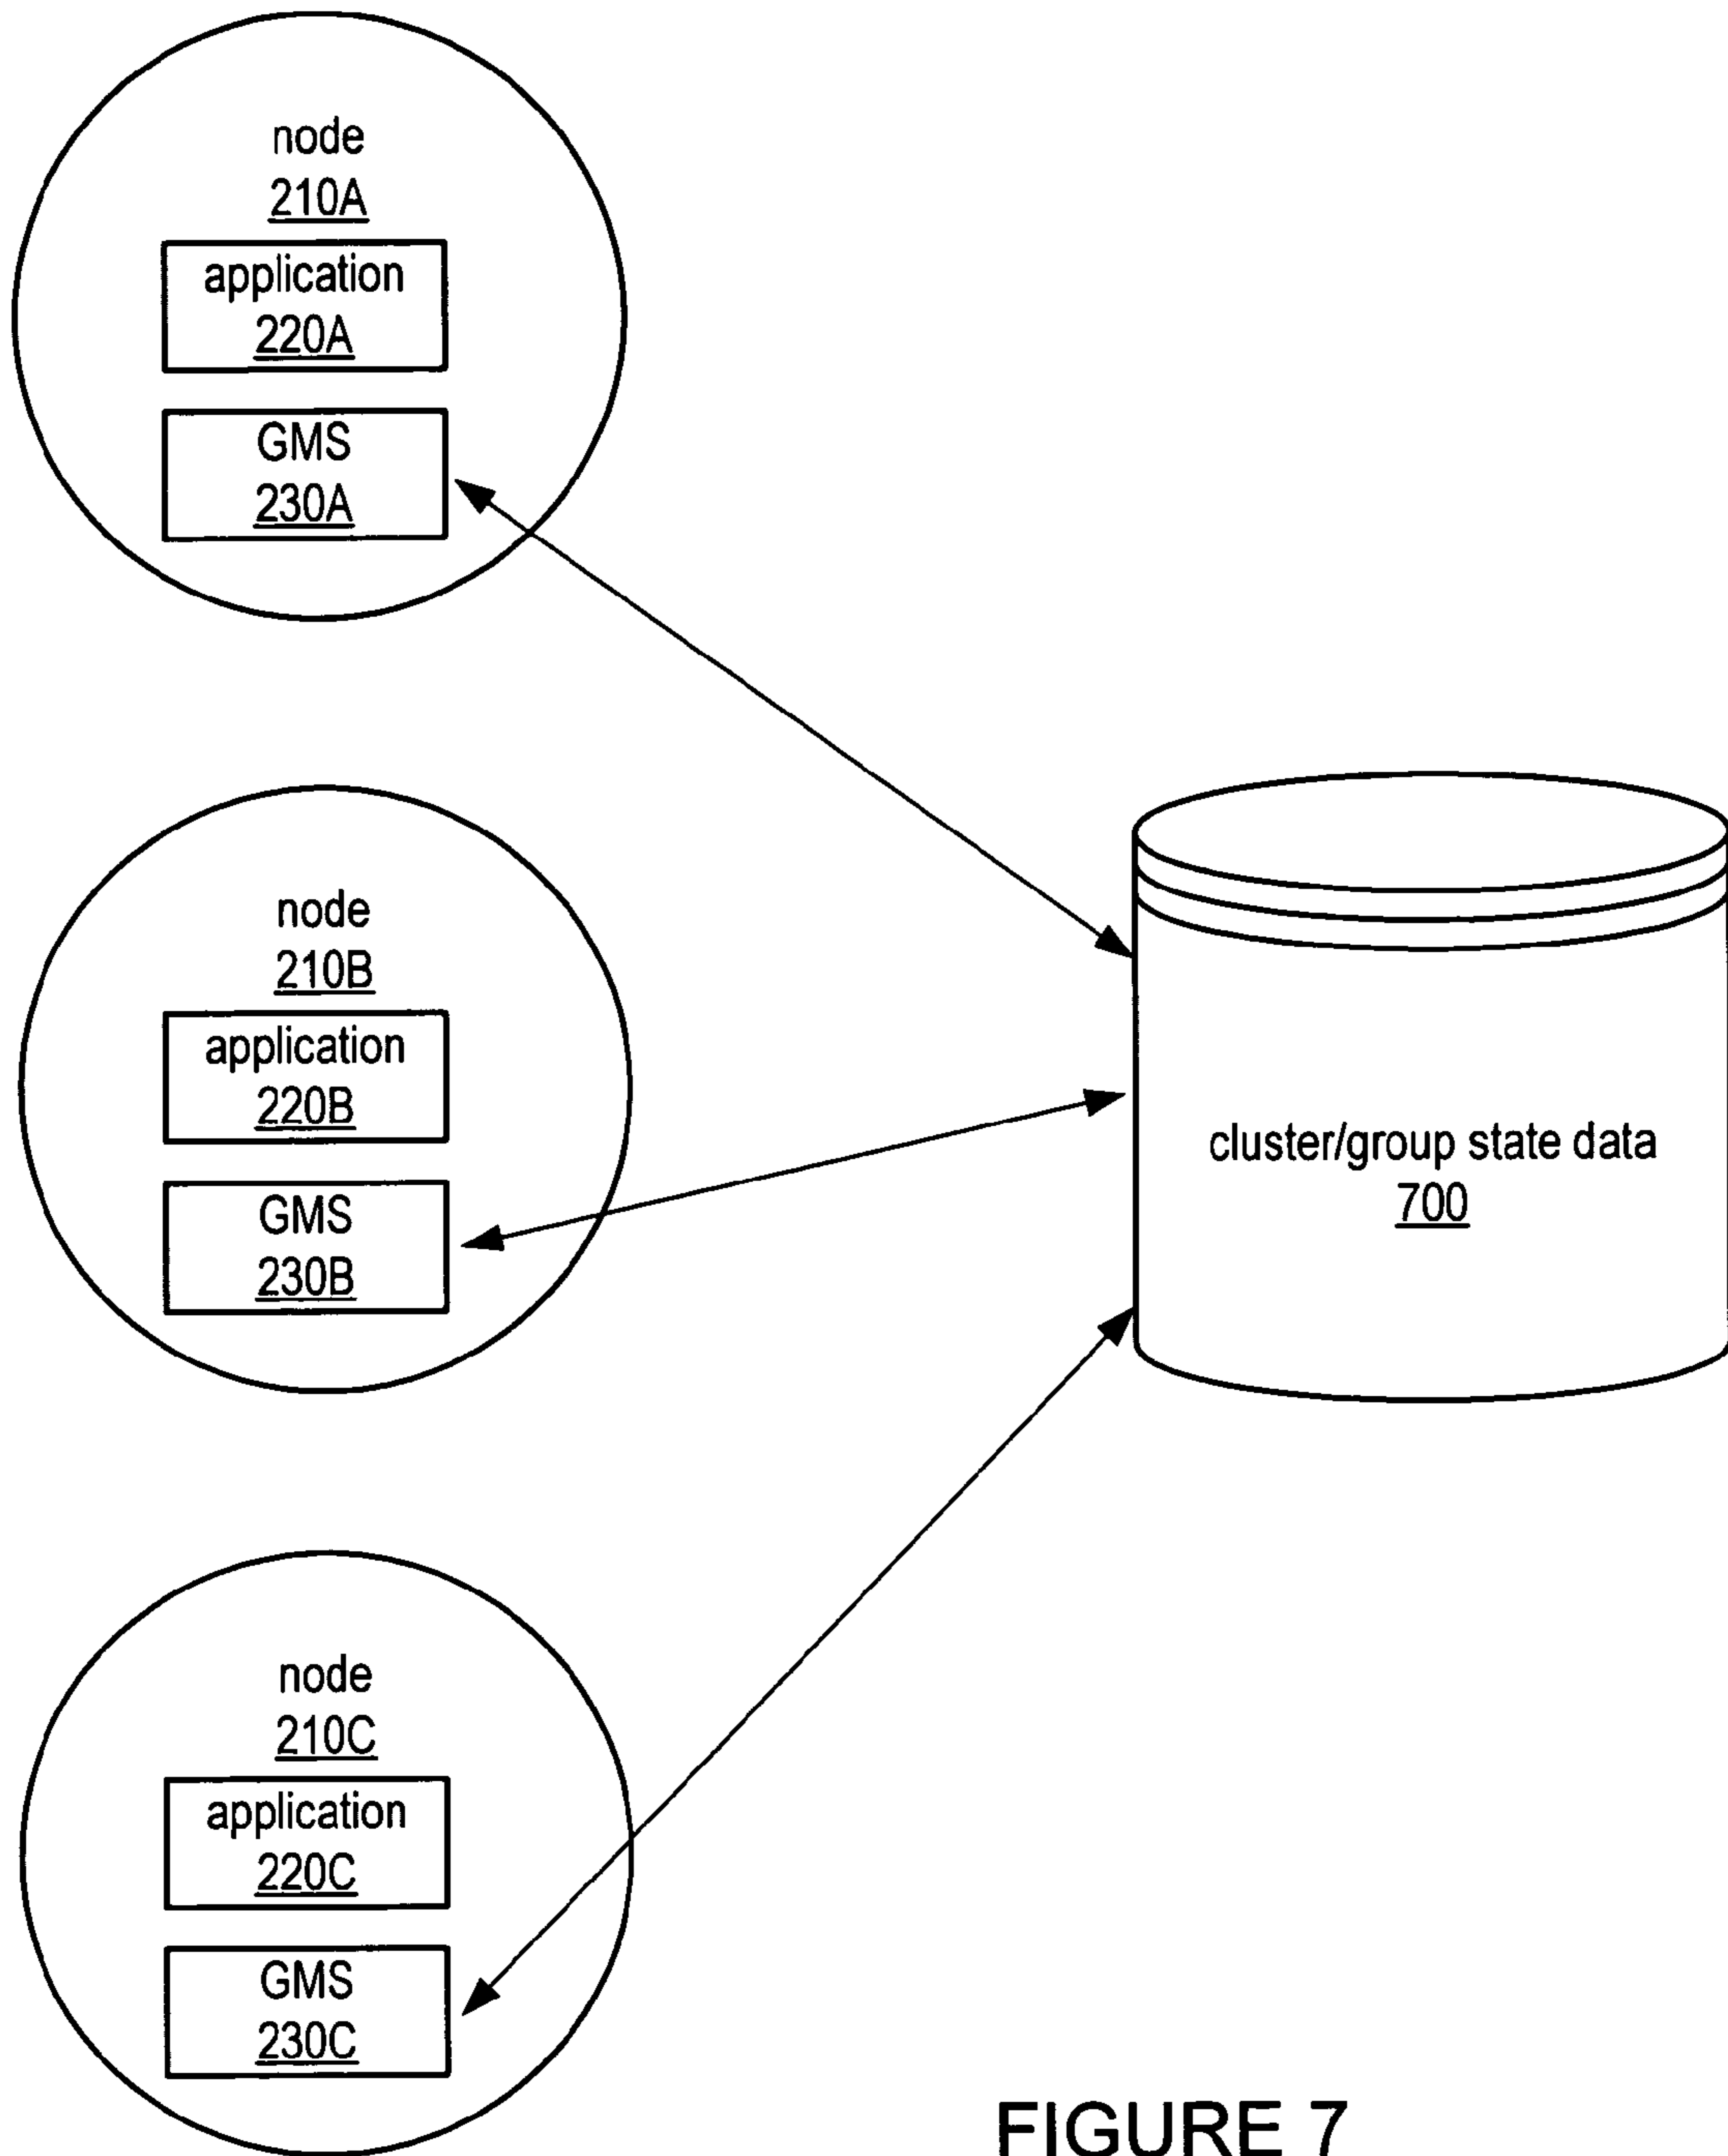 node
210A
application
220A
GMS
230A
node
210B
application
220B
GMS
230B
cluster/group state data
700
node
210C
application
220C
GMS
230C
FIGURE 7